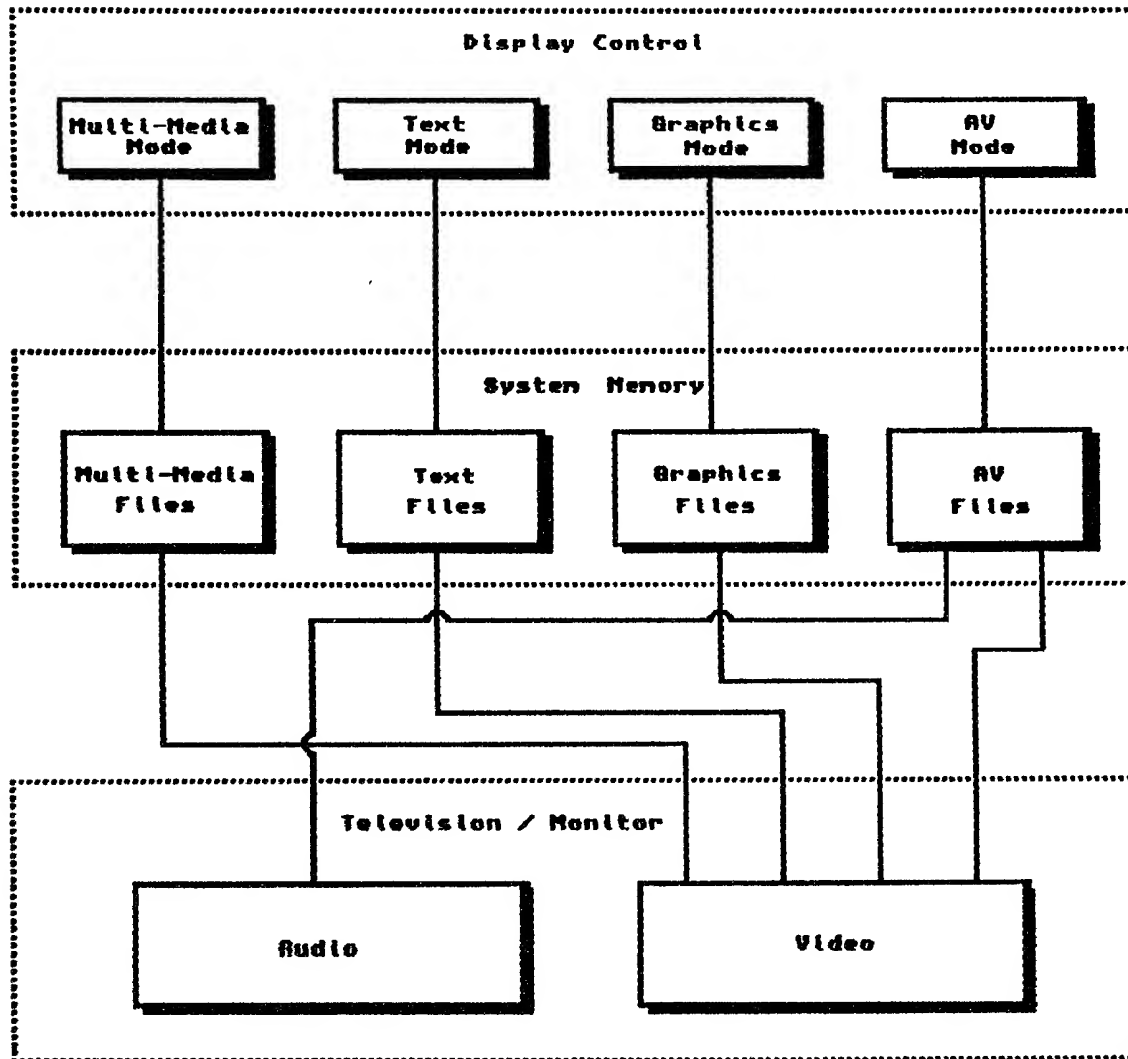 Display Control
Multi-Media
Mode
Text
Mode
Graphics
Mode
AV
Mode
System Memory
Multi-Media
Files
Text
Files
Graphics
Files
AV
Files
Television / Monitor
Audio
Video